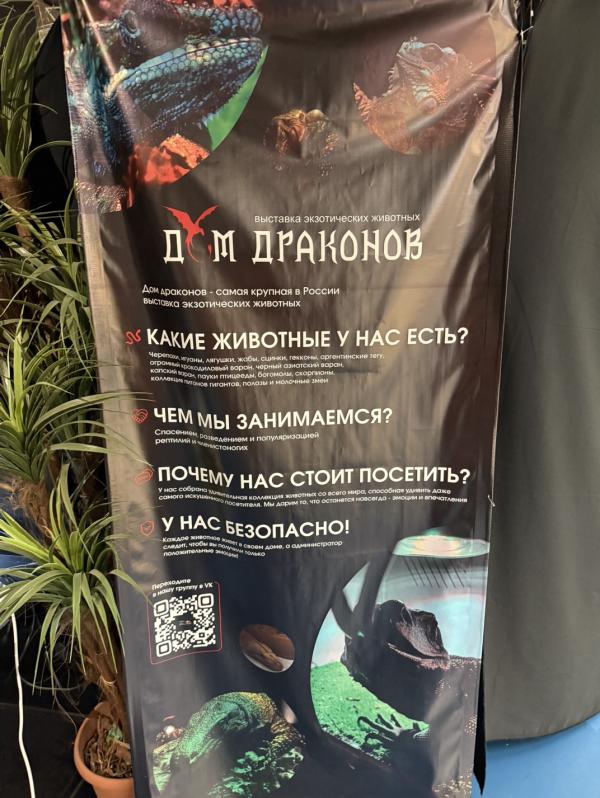 выставка экзотических животных
ДОМ ДРАКОНОВ
Дом драконов - самая крупная в России
выставка экзотических животных
КАКИЕ ЖИВОТНЫЕ У НАС ЕСТЬ?
Черепахи, игуаны, лягушки, жабы, сцинки, гекконы, аргентинские тегу,
огромный крокодиловый варан, черный азиатский варан,
капский варан, пауки птицееды, богомолы, скорпионы,
коллекция питонов гигантов, полозы и молочные змеи
ЧЕМ МЫ ЗАНИМАЕМСЯ?
Спасением, разведением и популяризацией
рептилий и членистоногих
ПОЧЕМУ НАС СТОИТ ПОСЕТИТЬ?
У нас собрана удивительная коллекция животных со всего мира, способная удивить даже
самого искушенного посетителя. Мы дарим то, что останется навсегда - эмоции и впечатления
У НАС БЕЗОПАСНО!
Каждое животное живет в своем доме, а администратор
следит, чтобы вы получили только
положительные эмоции!
Переходите
в нашу группу в VK